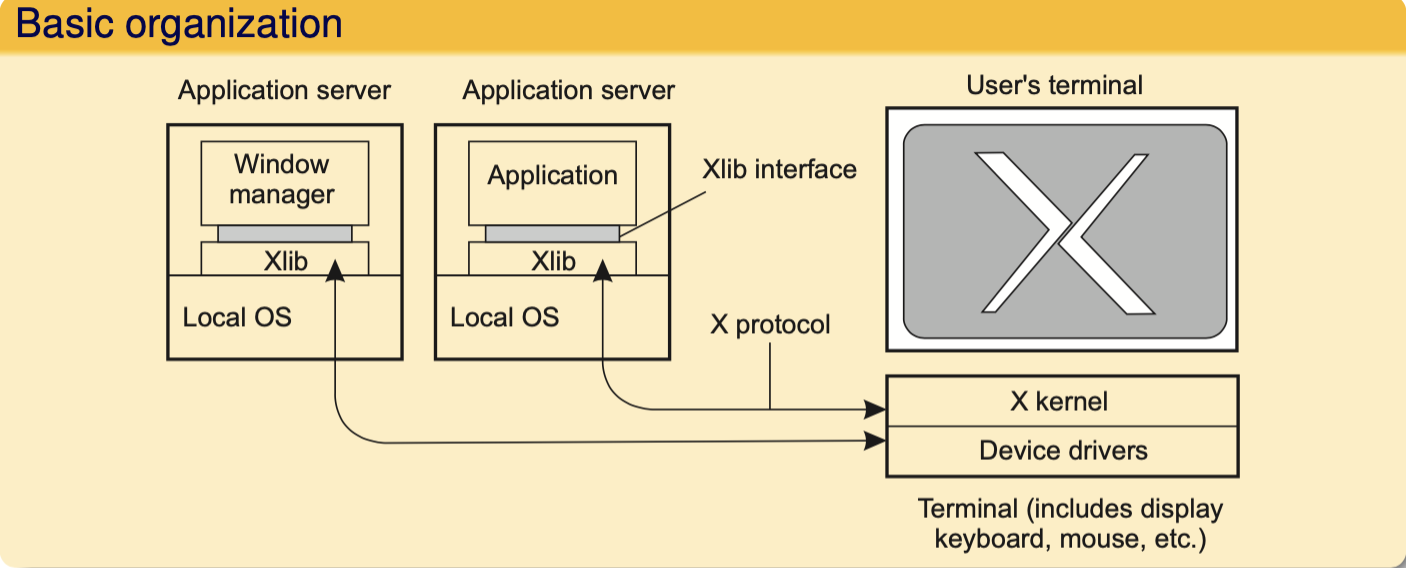 Basic organization
Application server
Application server
User's terminal
Window
manager
Application
Xlib interface
Xlib
Xlib
Local OS
Local OS
X protocol
X kernel
Device drivers
Terminal (includes display
keyboard, mouse, etc.)